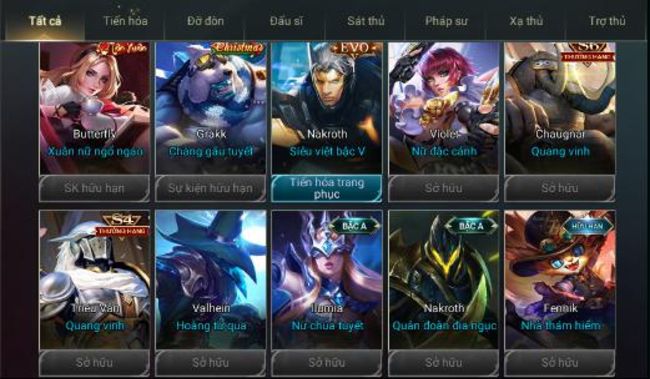 Tất cả Tiến hóa Đỡ đòn Đấu sĩ Sát thủ Pháp sư Xạ thủ Trợ thủ
Tân Xuân Christmas EVO S6
THƯỜNG HẠNG
Butterfly Grakk Nakroth Violet Chaugnar
Xuân nữ ngổ ngáo Chàng gấu tuyết Siêu việt bậc V Nữ đặc cảnh Quang vinh
SK hữu hạn Sự kiện hữu hạn Tiến hóa trang phục Sở hữu Sở hữu
S4 BẬC A BẬC A HỮU HẠN
THƯỜNG HẠNG
Triệu Vân Valhein Ilumia Nakroth Fennik
Quang vinh Hoàng tử quạ Nữ chúa tuyết Quân đoàn địa ngục Nhà thám hiểm
Sở hữu Sở hữu Sở hữu Sở hữu Sở hữu